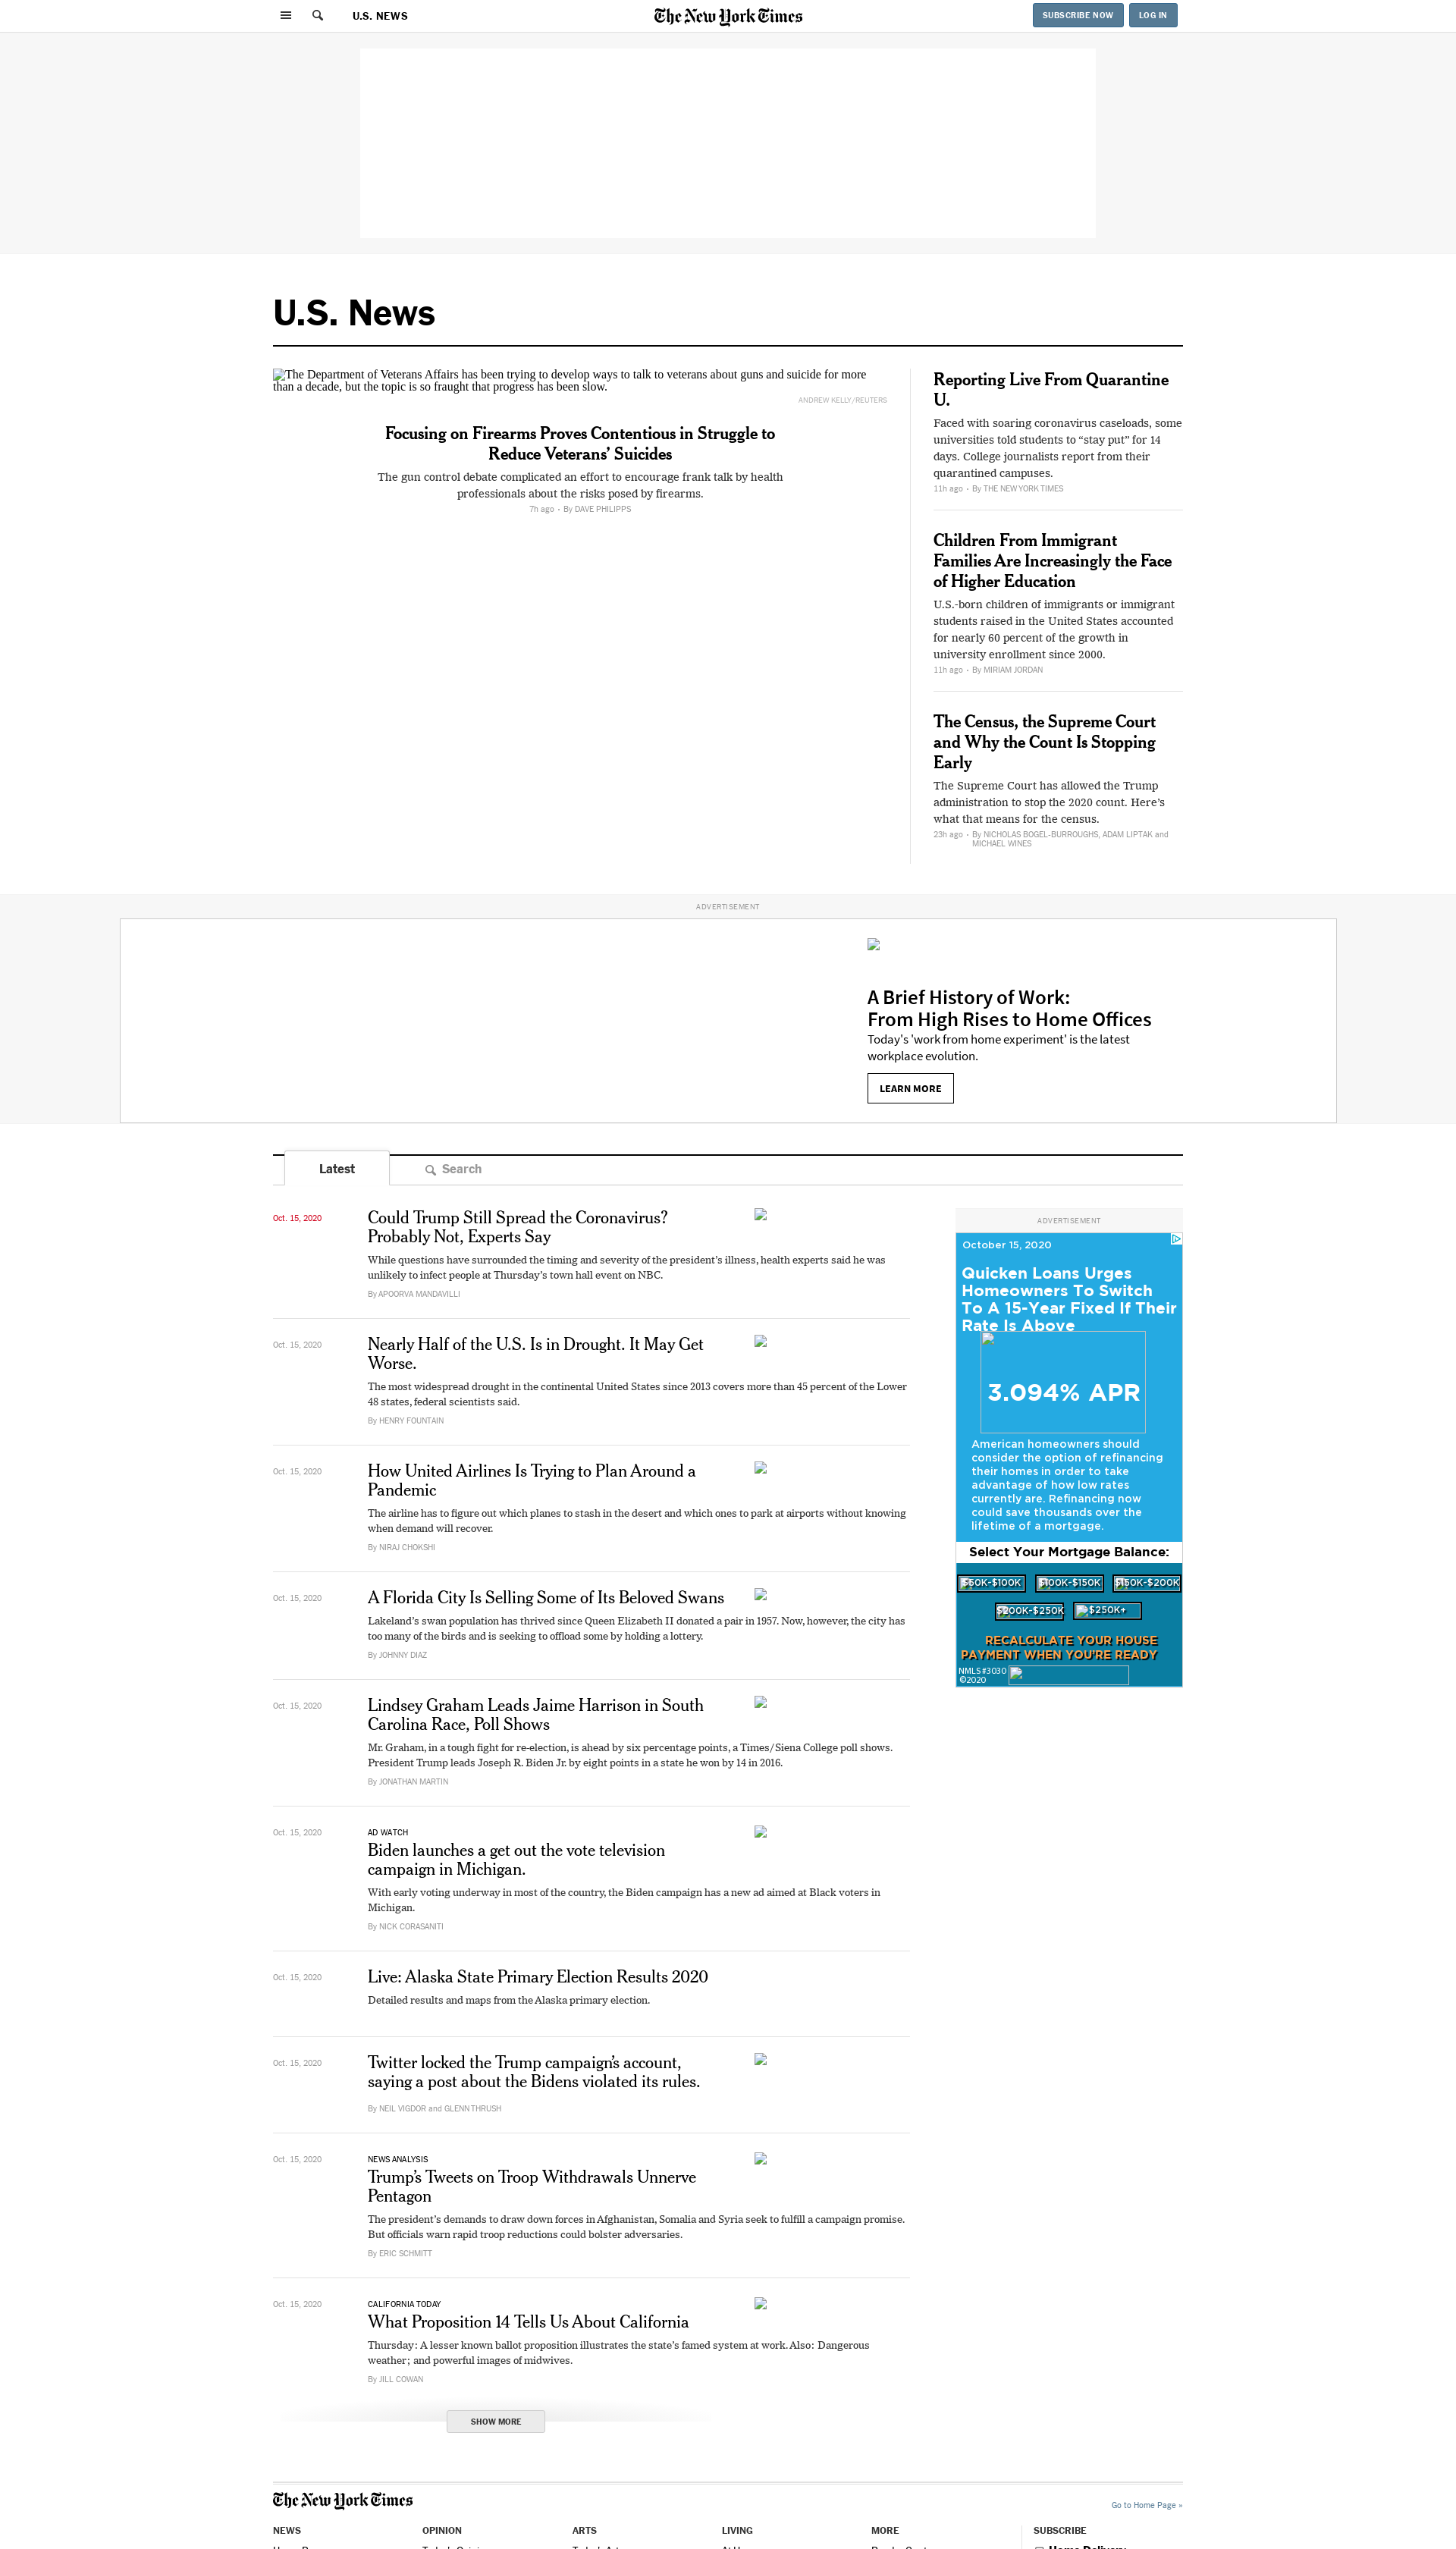 U.S. NEWS
The New York Times
SUBSCRIBE NOW
LOG IN
U.S. News
The Department of Veterans Affairs has been trying to develop ways to talk to veterans about guns and suicide for more
than a decade, but the topic is so fraught that progress has been slow.
ANDREW KELLY/REUTERS
Focusing on Firearms Proves Contentious in Struggle to
Reduce Veterans’ Suicides
The gun control debate complicated an effort to encourage frank talk by health
professionals about the risks posed by firearms.
7h ago • By DAVE PHILIPPS
Reporting Live From Quarantine
U.
Faced with soaring coronavirus caseloads, some
universities told students to “stay put” for 14
days. College journalists report from their
quarantined campuses.
11h ago • By THE NEW YORK TIMES
Children From Immigrant
Families Are Increasingly the Face
of Higher Education
U.S.-born children of immigrants or immigrant
students raised in the United States accounted
for nearly 60 percent of the growth in
university enrollment since 2000.
11h ago • By MIRIAM JORDAN
The Census, the Supreme Court
and Why the Count Is Stopping
Early
The Supreme Court has allowed the Trump
administration to stop the 2020 count. Here’s
what that means for the census.
23h ago • By NICHOLAS BOGEL-BURROUGHS, ADAM LIPTAK and
MICHAEL WINES
ADVERTISEMENT
A Brief History of Work:
From High Rises to Home Offices
Today's 'work from home experiment' is the latest
workplace evolution.
LEARN MORE
Latest
Search
Oct. 15, 2020
Could Trump Still Spread the Coronavirus?
Probably Not, Experts Say
While questions have surrounded the timing and severity of the president’s illness, health experts said he was
unlikely to infect people at Thursday’s town hall event on NBC.
By APOORVA MANDAVILLI
Oct. 15, 2020
Nearly Half of the U.S. Is in Drought. It May Get
Worse.
The most widespread drought in the continental United States since 2013 covers more than 45 percent of the Lower
48 states, federal scientists said.
By HENRY FOUNTAIN
Oct. 15, 2020
How United Airlines Is Trying to Plan Around a
Pandemic
The airline has to figure out which planes to stash in the desert and which ones to park at airports without knowing
when demand will recover.
By NIRAJ CHOKSHI
Oct. 15, 2020
A Florida City Is Selling Some of Its Beloved Swans
Lakeland’s swan population has thrived since Queen Elizabeth II donated a pair in 1957. Now, however, the city has
too many of the birds and is seeking to offload some by holding a lottery.
By JOHNNY DIAZ
Oct. 15, 2020
Lindsey Graham Leads Jaime Harrison in South
Carolina Race, Poll Shows
Mr. Graham, in a tough fight for re-election, is ahead by six percentage points, a Times/Siena College poll shows.
President Trump leads Joseph R. Biden Jr. by eight points in a state he won by 14 in 2016.
By JONATHAN MARTIN
Oct. 15, 2020
AD WATCH
Biden launches a get out the vote television
campaign in Michigan.
With early voting underway in most of the country, the Biden campaign has a new ad aimed at Black voters in
Michigan.
By NICK CORASANITI
Oct. 15, 2020
Live: Alaska State Primary Election Results 2020
Detailed results and maps from the Alaska primary election.
Oct. 15, 2020
Twitter locked the Trump campaign’s account,
saying a post about the Bidens violated its rules.
By NEIL VIGDOR and GLENN THRUSH
Oct. 15, 2020
NEWS ANALYSIS
Trump’s Tweets on Troop Withdrawals Unnerve
Pentagon
The president’s demands to draw down forces in Afghanistan, Somalia and Syria seek to fulfill a campaign promise.
But officials warn rapid troop reductions could bolster adversaries.
By ERIC SCHMITT
Oct. 15, 2020
CALIFORNIA TODAY
What Proposition 14 Tells Us About California
Thursday: A lesser known ballot proposition illustrates the state’s famed system at work. Also: Dangerous
weather; and powerful images of midwives.
By JILL COWAN
SHOW MORE
ADVERTISEMENT
October 15, 2020
Quicken Loans Urges
Homeowners To Switch
To A 15-Year Fixed If Their
Rate Is Above
3.094% APR
American homeowners should
consider the option of refinancing
their homes in order to take
advantage of how low rates
currently are. Refinancing now
could save thousands over the
lifetime of a mortgage.
Select Your Mortgage Balance:
$50K-$100K $100K-$150K $150K-$200K
$200K-$250K $250K+
RECALCULATE YOUR HOUSE
PAYMENT WHEN YOU'RE READY
NMLS#3030
©2020
The New York Times
Go to Home Page »
NEWS OPINION ARTS LIVING MORE SUBSCRIBE